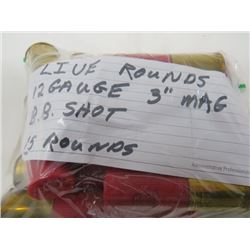 LIVE ROUNDS
12 GAUGE 3" MAG
B.B. SHOT
15 ROUNDS